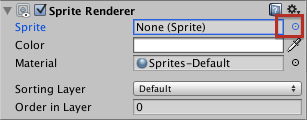 Sprite Renderer
Sprite None (Sprite)
Color
Material Sprites-Default
Sorting Layer Default
Order in Layer 0